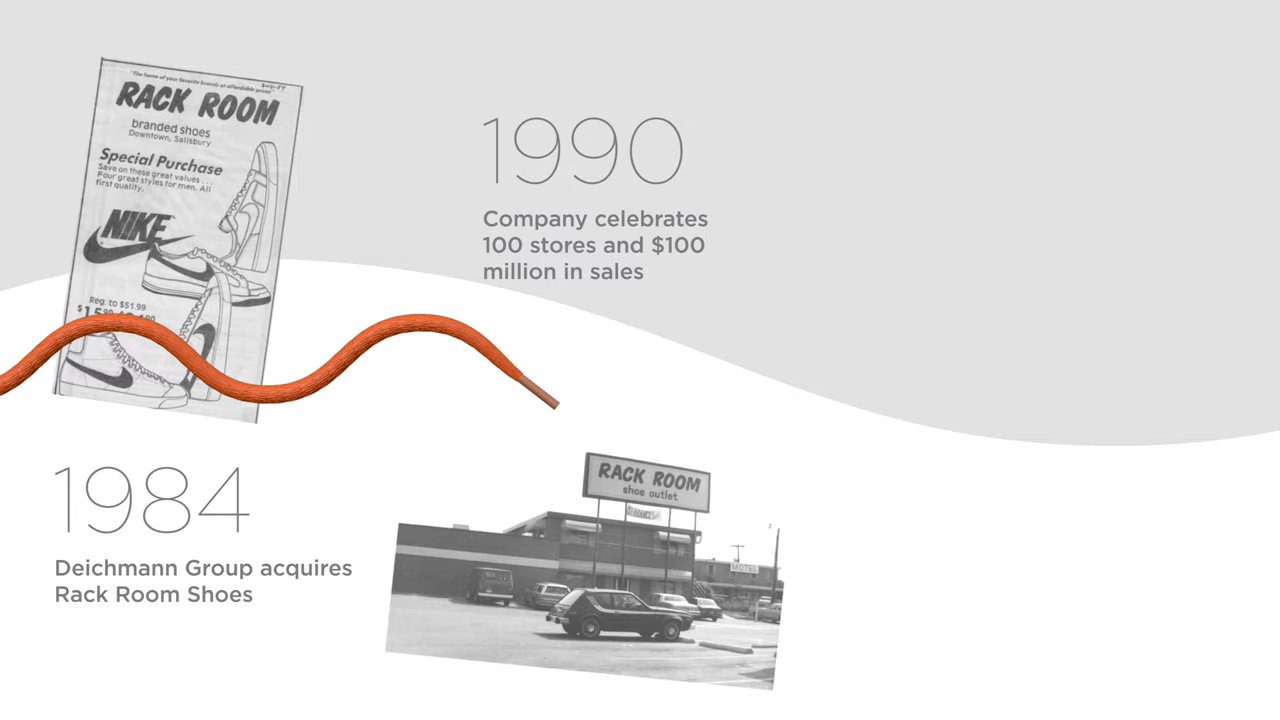 "The home of your favorite brands at affordable prices"
RACK ROOM
branded shoes
Downtown, Salisbury
Special Purchase
Save on these great values . . .
Four great styles for men. All
first quality.
NIKE
Reg. to $51.99
1990
Company celebrates
100 stores and $100
million in sales
1984
Deichmann Group acquires
Rack Room Shoes
RACK ROOM
shoe outlet
MOTEL